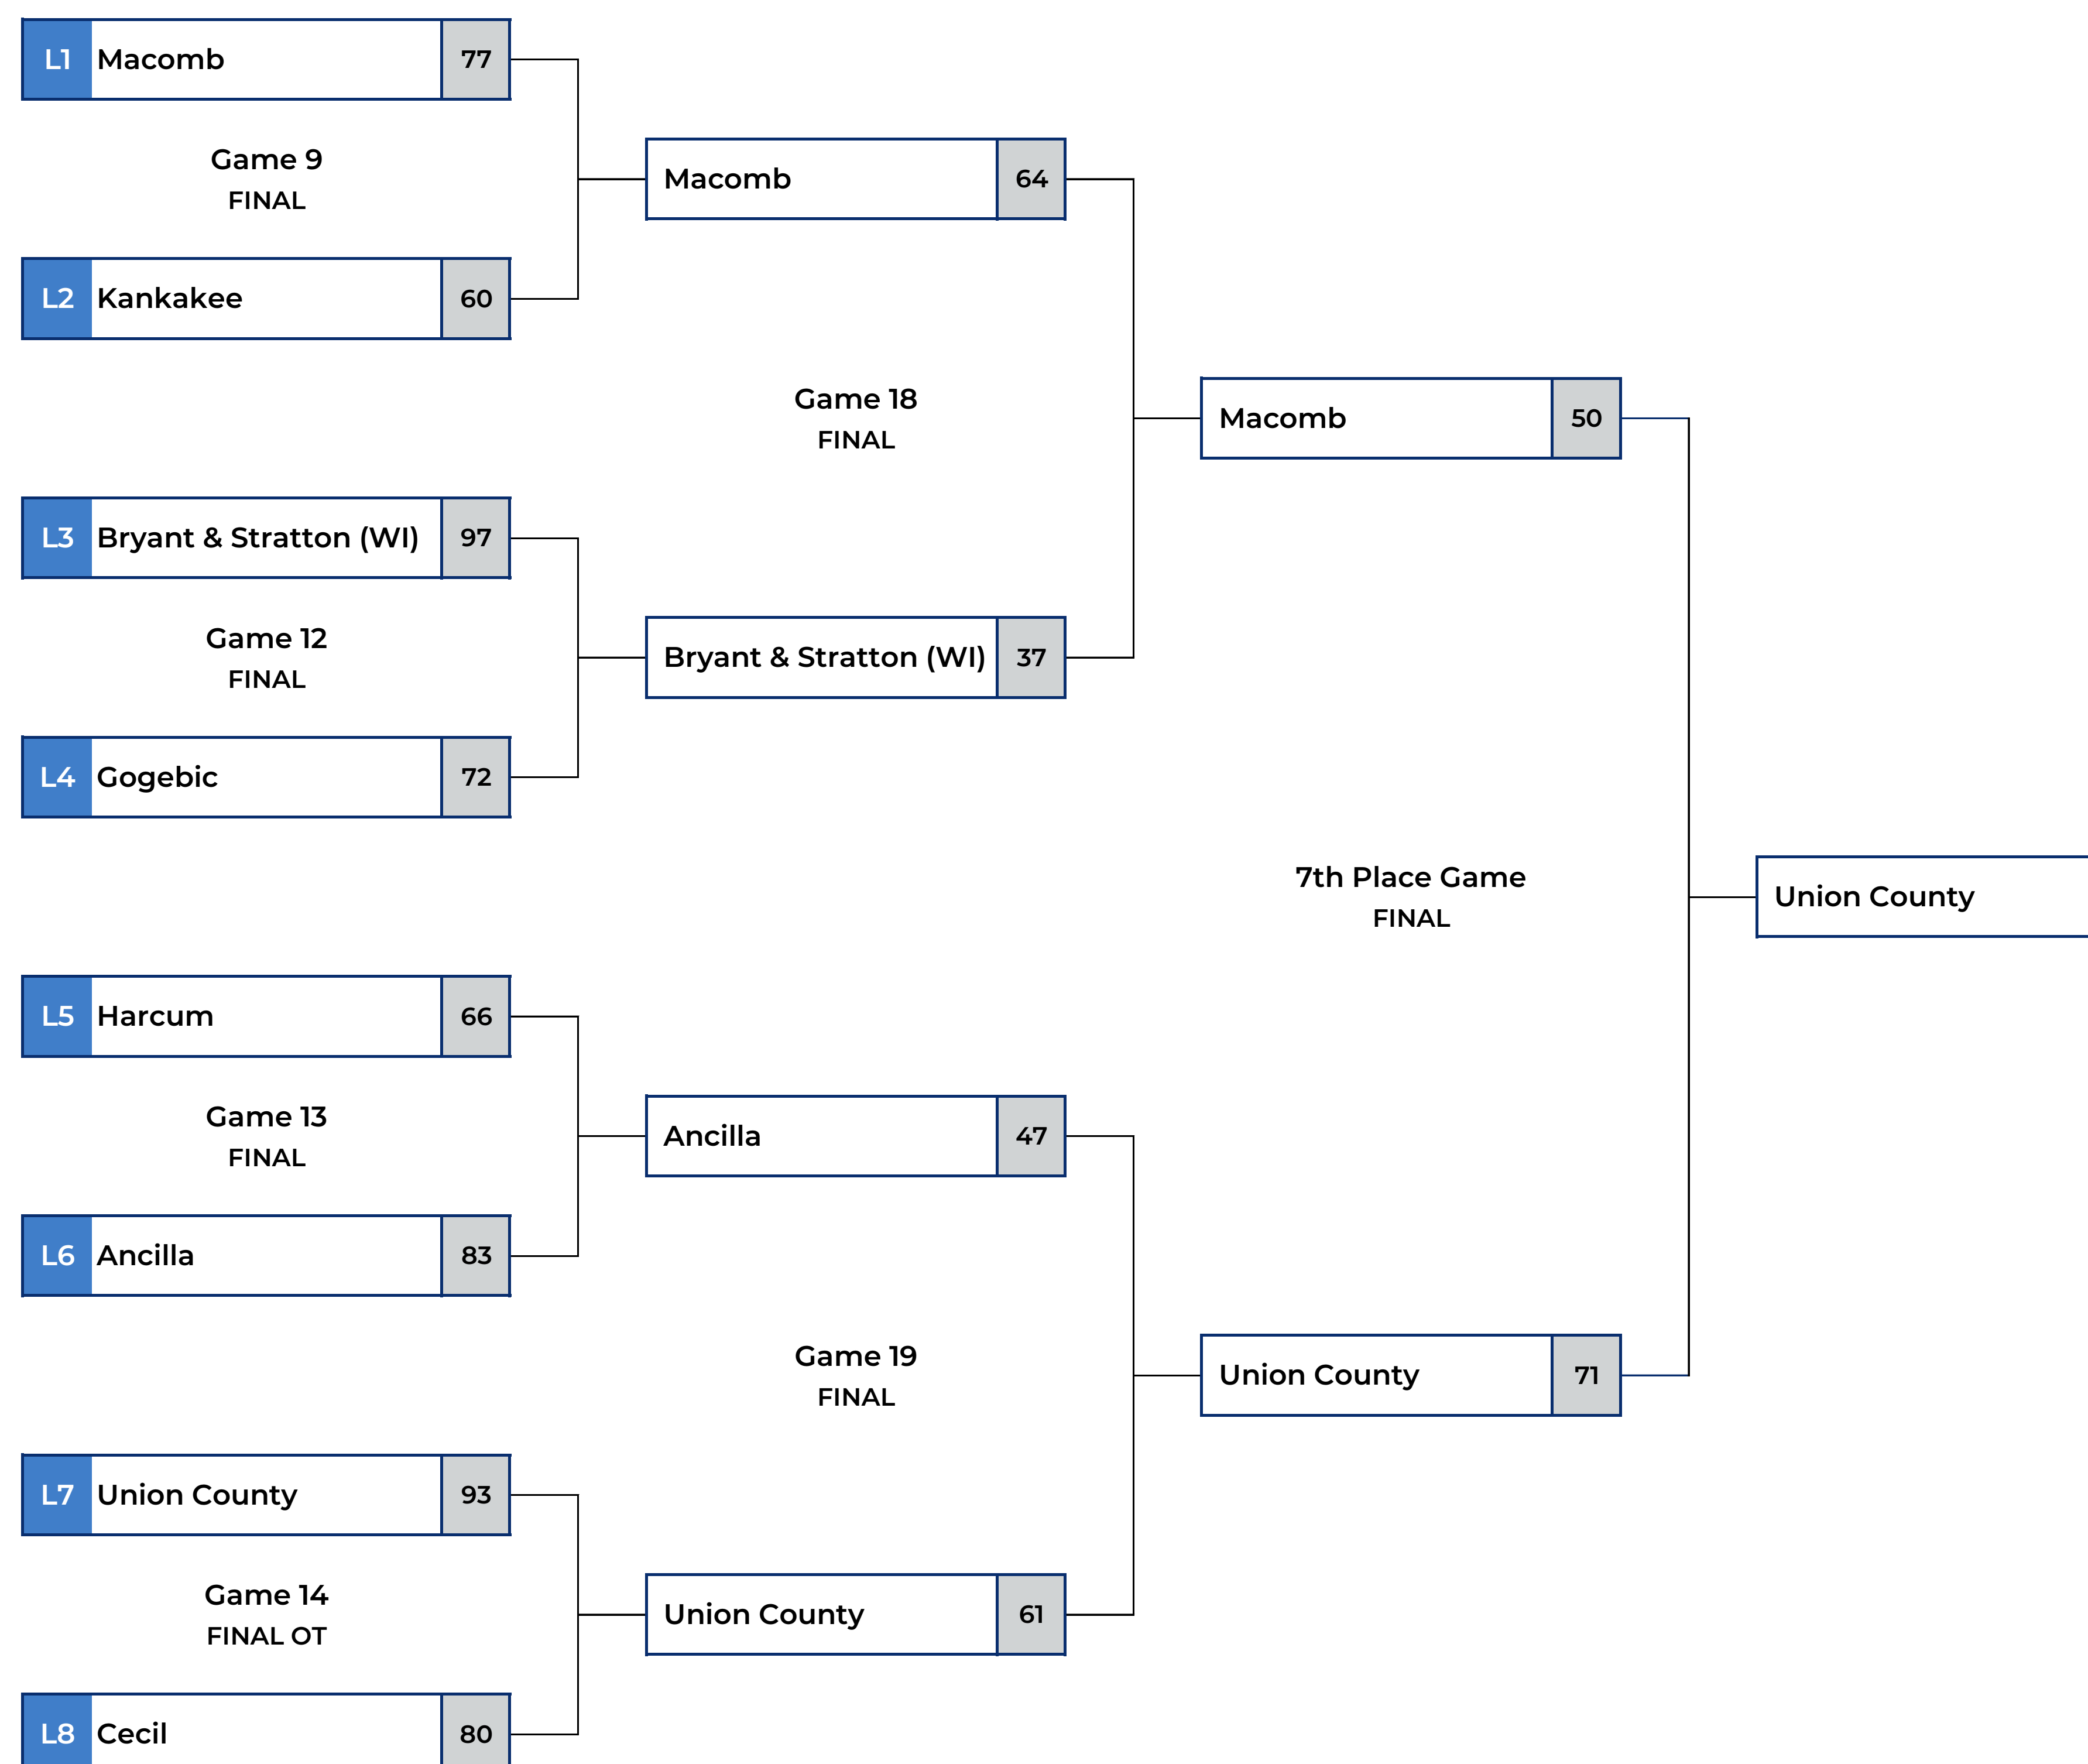 L1 Macomb 77
Game 9
FINAL
L2 Kankakee 60
Macomb 64
Game 18
FINAL
L3 Bryant & Stratton (WI) 97
Game 12
FINAL
L4 Gogebic 72
Bryant & Stratton (WI) 37
Macomb 50
7th Place Game
FINAL
Union County
L5 Harcum 66
Game 13
FINAL
L6 Ancilla 83
Ancilla 47
Game 19
FINAL
L7 Union County 93
Game 14
FINAL OT
L8 Cecil 80
Union County 61
Union County 71